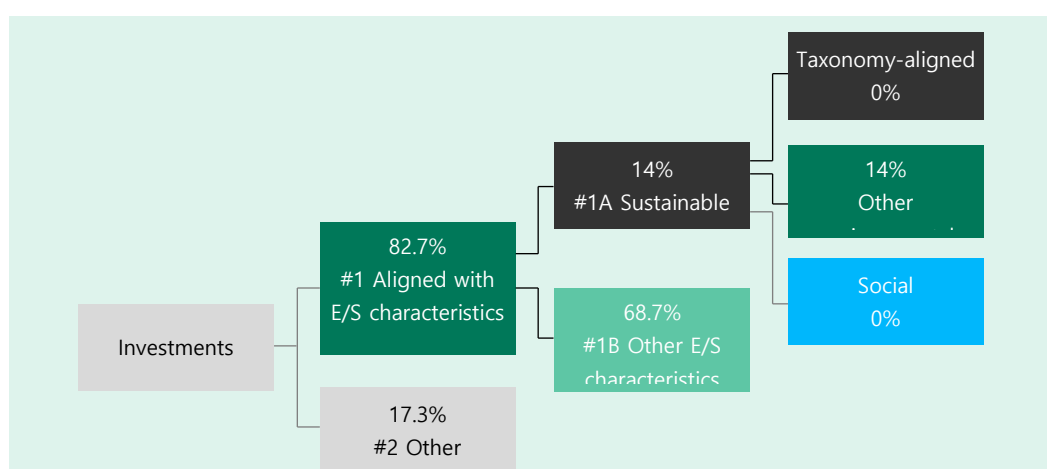 Taxonomy-aligned
0%
14%
#1A Sustainable
14%
Other
82.7%
#1 Aligned with
E/S characteristics
Social
0%
68.7%
#1B Other E/S
characteristics
Investments
17.3%
#2 Other